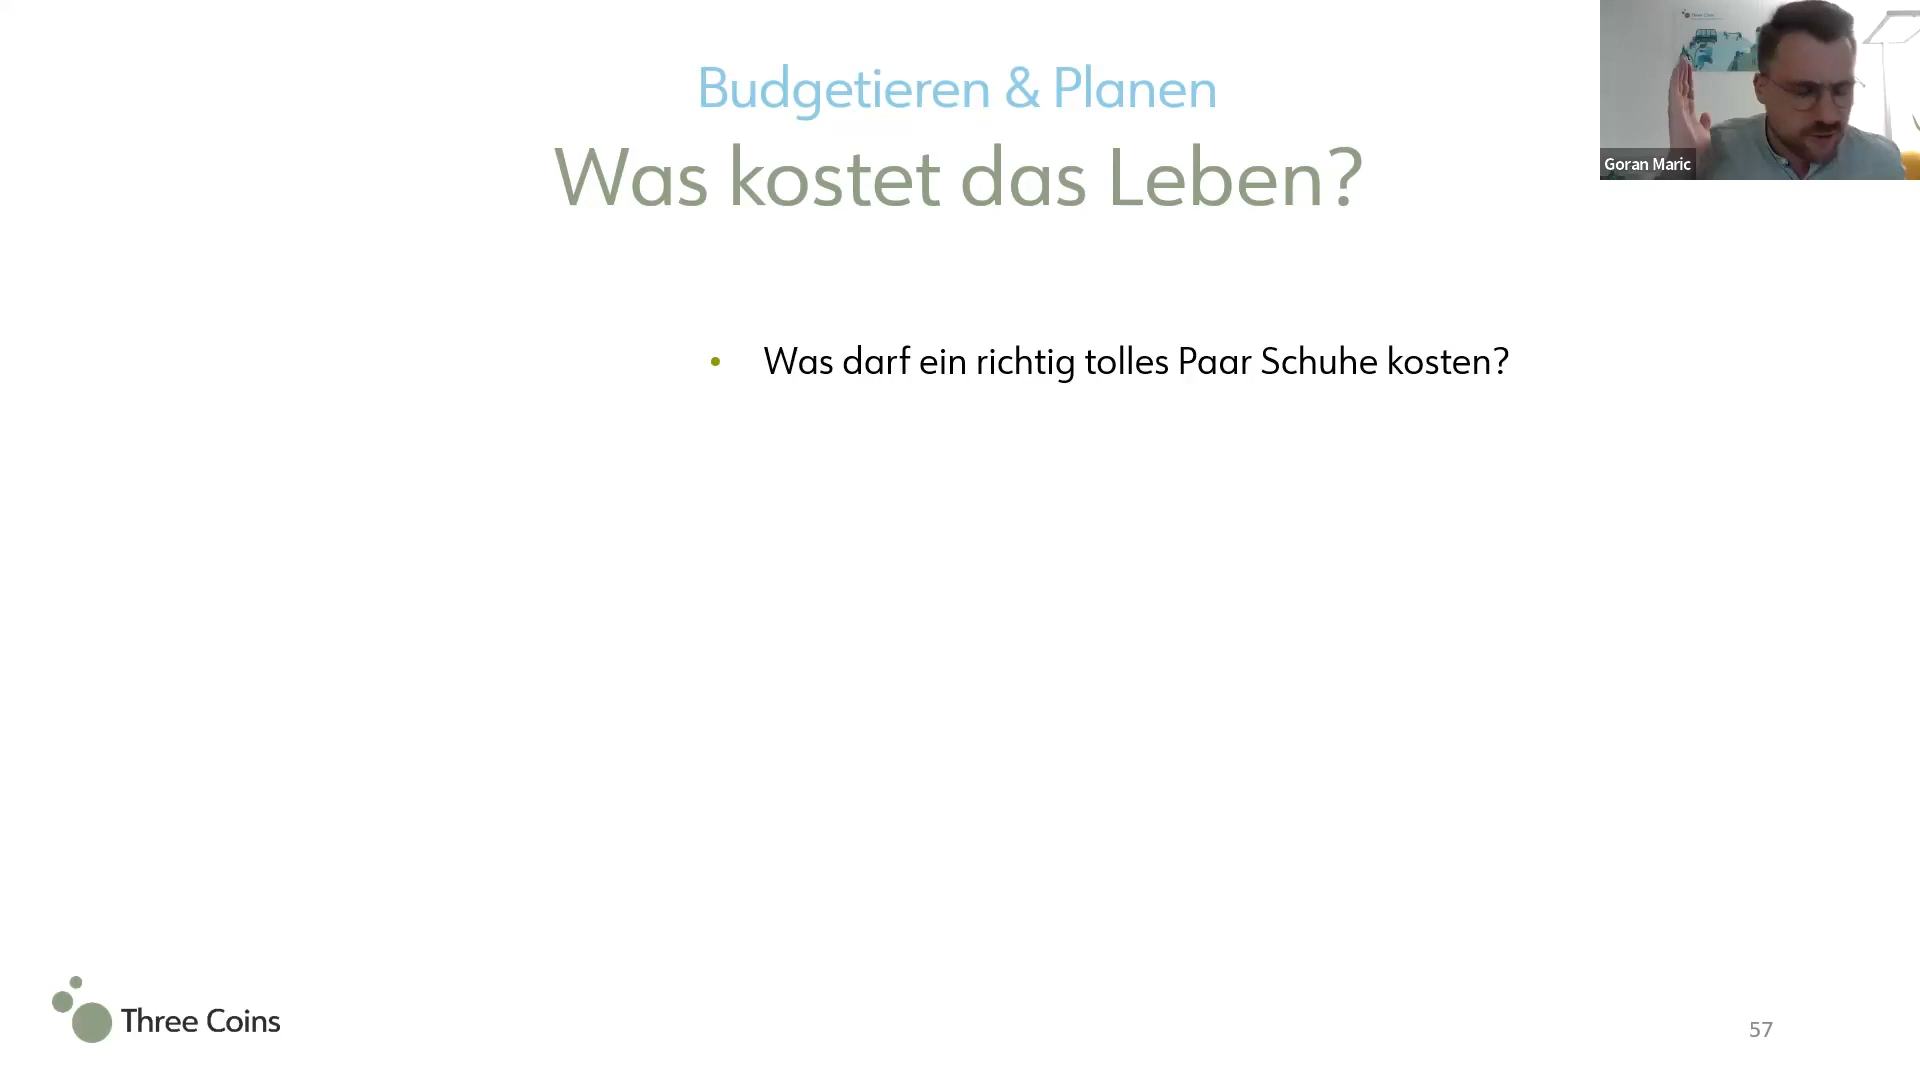 Budgetieren & Planen
Was kostet das Leben?
Goran Maric
• Was darf ein richtig tolles Paar Schuhe kosten?
Three Coins
57